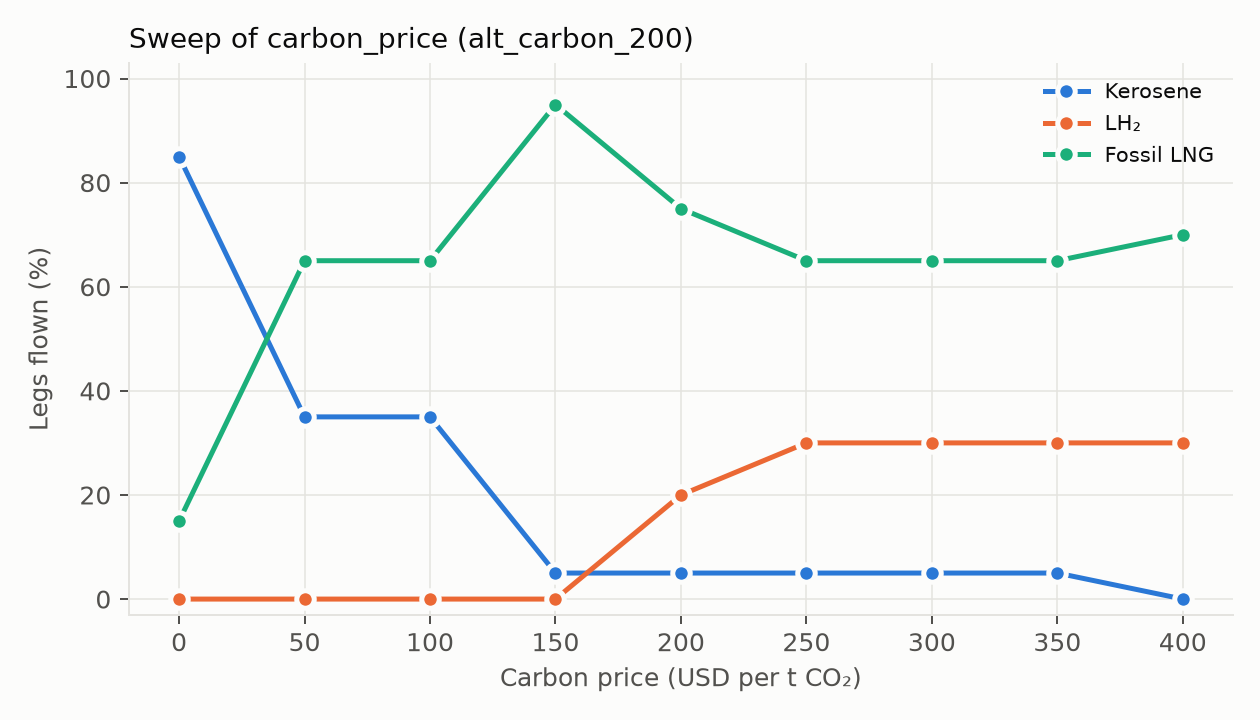 Sweep of carbon_price (alt_carbon_200)
Kerosene
LH₂
Fossil LNG
Legs flown (%)
100
80
60
40
20
0
0 50 100 150 200 250 300 350 400
Carbon price (USD per t CO₂)